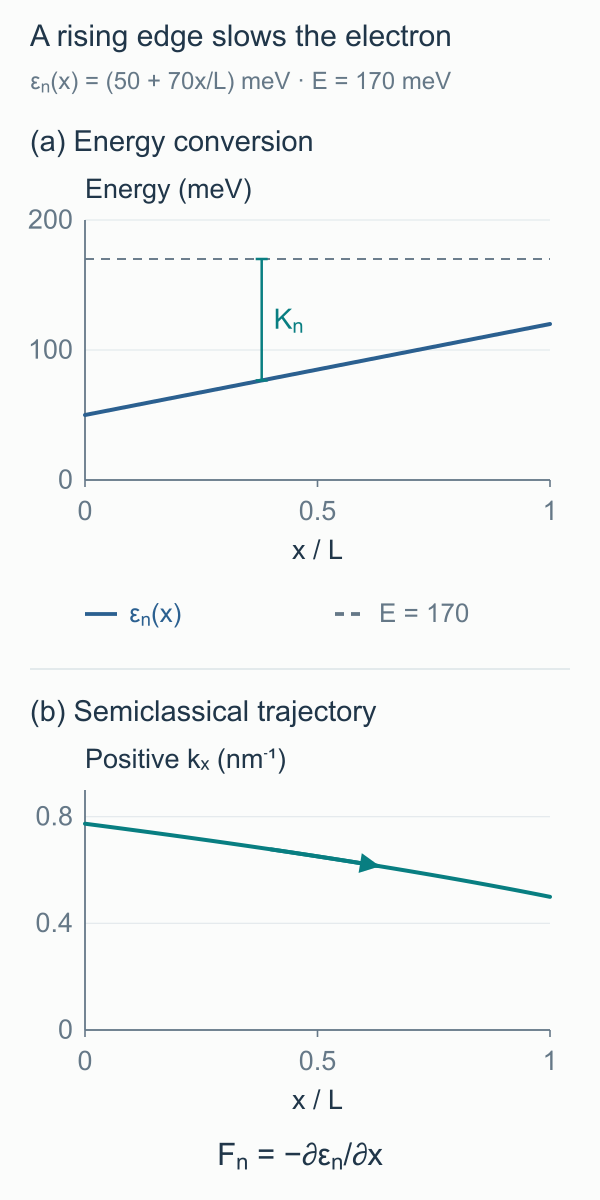 A rising edge slows the electron
εₙ(x) = (50 + 70x/L) meV · E = 170 meV
(a) Energy conversion
Energy (meV)
200
Kₙ
100
0
0 0.5 1
x / L
εₙ(x) E = 170
(b) Semiclassical trajectory
Positive kₓ (nm⁻¹)
0.8
0.4
0
0 0.5 1
x / L
Fₙ = −∂εₙ/∂x